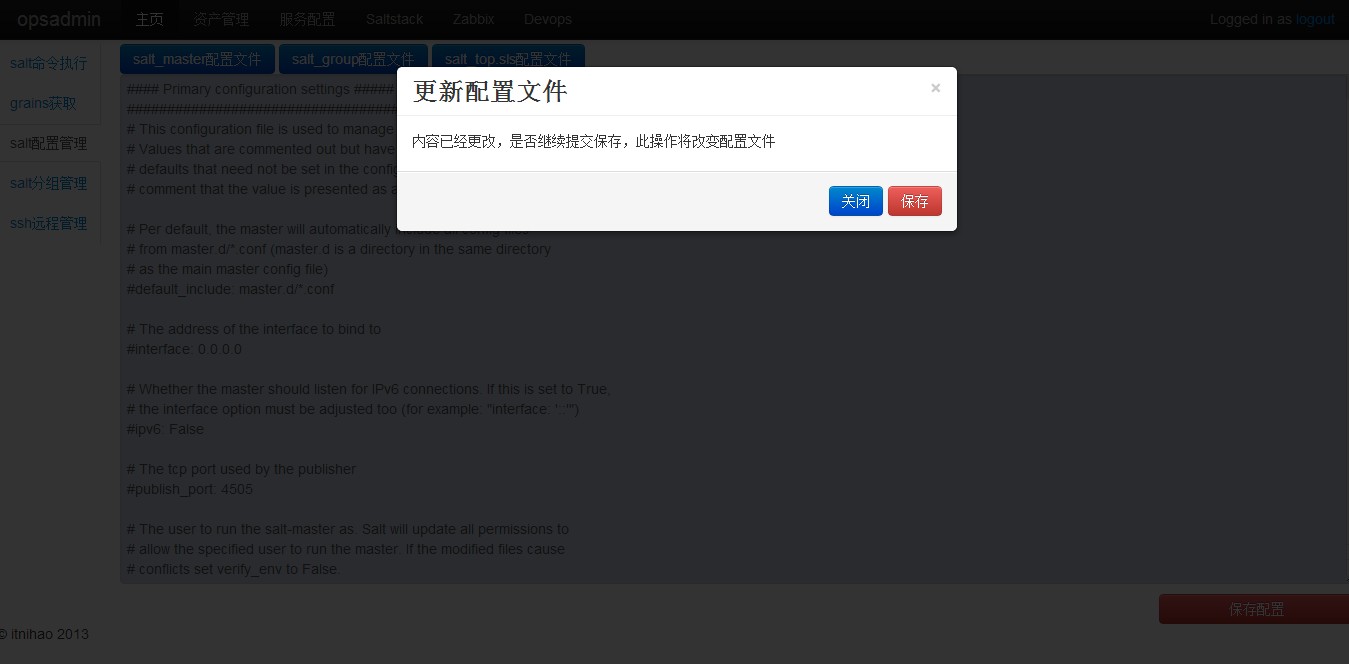 opsadmin 主页 资产管理 服务配置 Saltstack Zabbix Devops Logged in as logout
salt命令执行
grains获取
salt配置管理
salt分组管理
ssh远程管理
salt_master配置文件 salt_group配置文件 salt_top.sls配置文件
更新配置文件 ×
内容已经更改，是否继续提交保存，此操作将改变配置文件
关闭 保存
##### Primary configuration settings #####
##################################
# This configuration file is used to manage
# Values that are commented out but have
# defaults that need not be set in the config
# comment that the value is presented as a
# Per default, the master will automatically include all config files
# from master.d/*.conf (master.d is a directory in the same directory
# as the main master config file)
#default_include: master.d/*.conf
# The address of the interface to bind to
#interface: 0.0.0.0
# Whether the master should listen for IPv6 connections. If this is set to True,
# the interface option must be adjusted too (for example: "interface: '::'")
#ipv6: False
# The tcp port used by the publisher
#publish_port: 4505
# The user to run the salt-master as. Salt will update all permissions to
# allow the specified user to run the master. If the modified files cause
# conflicts set verify_env to False.
保存配置
© itnihao 2013